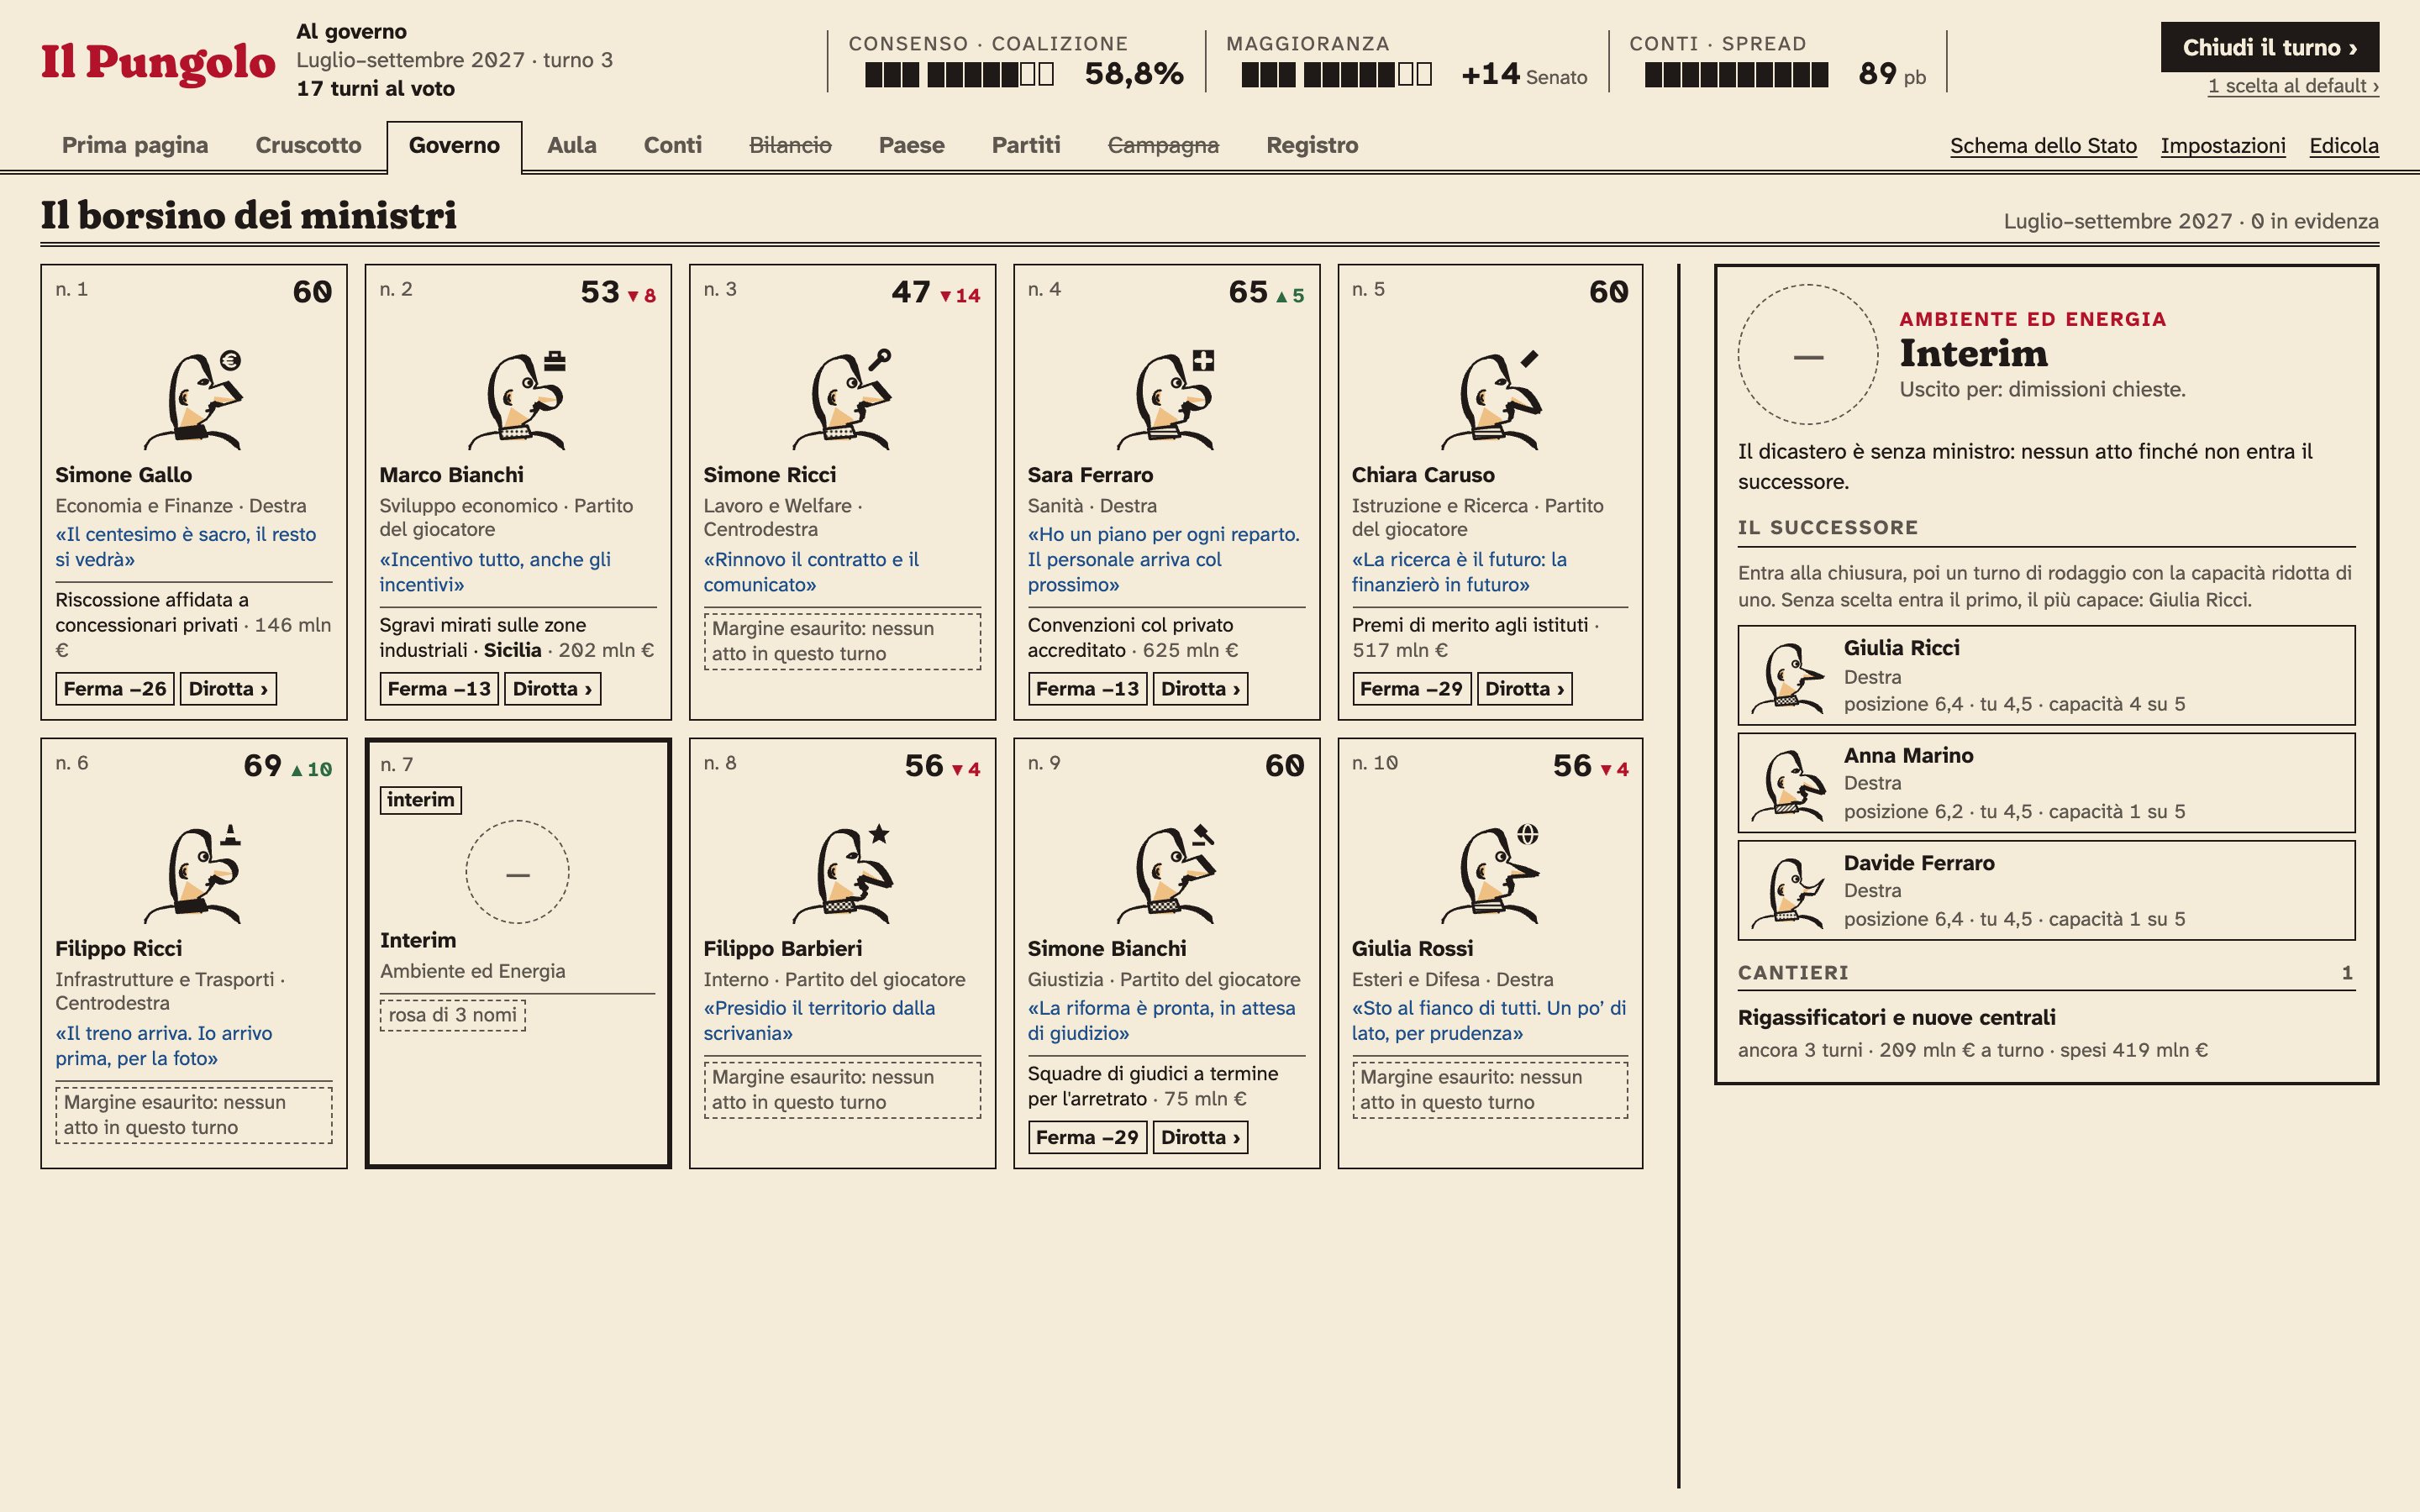 Il Pungolo
Al governo
Luglio–settembre 2027 · turno 3
17 turni al voto
CONSENSO · COALIZIONE
58,8%
MAGGIORANZA
+14 Senato
CONTI · SPREAD
89 pb
Chiudi il turno ›
1 scelta al default ›
Prima pagina
Cruscotto
Governo
Aula
Conti
Bilancio
Paese
Partiti
Campagna
Registro
Schema dello Stato
Impostazioni
Edicola
Il borsino dei ministri
Luglio–settembre 2027 · 0 in evidenza
n. 1
60
Simone Gallo
Economia e Finanze · Destra
«Il centesimo è sacro, il resto
si vedrà»
Riscossione affidata a
concessionari privati · 146 mln
€
Ferma −26
Dirotta ›
n. 2
53 ▼8
Marco Bianchi
Sviluppo economico · Partito
del giocatore
«Incentivo tutto, anche gli
incentivi»
Sgravi mirati sulle zone
industriali · Sicilia · 202 mln €
Ferma −13
Dirotta ›
n. 3
47 ▼14
Simone Ricci
Lavoro e Welfare ·
Centrodestra
«Rinnovo il contratto e il
comunicato»
Margine esaurito: nessun
atto in questo turno
n. 4
65 ▲5
Sara Ferraro
Sanità · Destra
«Ho un piano per ogni reparto.
Il personale arriva col
prossimo»
Convenzioni col privato
accreditato · 625 mln €
Ferma −13
Dirotta ›
n. 5
60
Chiara Caruso
Istruzione e Ricerca · Partito
del giocatore
«La ricerca è il futuro: la
finanzierò in futuro»
Premi di merito agli istituti ·
517 mln €
Ferma −29
Dirotta ›
n. 6
69 ▲10
Filippo Ricci
Infrastrutture e Trasporti ·
Centrodestra
«Il treno arriva. Io arrivo
prima, per la foto»
Margine esaurito: nessun
atto in questo turno
n. 7
interim
—
Interim
Ambiente ed Energia
rosa di 3 nomi
n. 8
56 ▼4
Filippo Barbieri
Interno · Partito del giocatore
«Presidio il territorio dalla
scrivania»
Margine esaurito: nessun
atto in questo turno
n. 9
60
Simone Bianchi
Giustizia · Partito del giocatore
«La riforma è pronta, in attesa
di giudizio»
Squadre di giudici a termine
per l'arretrato · 75 mln €
Ferma −29
Dirotta ›
n. 10
56 ▼4
Giulia Rossi
Esteri e Difesa · Destra
«Sto al fianco di tutti. Un po’ di
lato, per prudenza»
Margine esaurito: nessun
atto in questo turno
—
AMBIENTE ED ENERGIA
Interim
Uscito per: dimissioni chieste.
Il dicastero è senza ministro: nessun atto finché non entra il
successore.
IL SUCCESSORE
Entra alla chiusura, poi un turno di rodaggio con la capacità ridotta di
uno. Senza scelta entra il primo, il più capace: Giulia Ricci.
Giulia Ricci
Destra
posizione 6,4 · tu 4,5 · capacità 4 su 5
Anna Marino
Destra
posizione 6,2 · tu 4,5 · capacità 1 su 5
Davide Ferraro
Destra
posizione 6,4 · tu 4,5 · capacità 1 su 5
CANTIERI
1
Rigassificatori e nuove centrali
ancora 3 turni · 209 mln € a turno · spesi 419 mln €